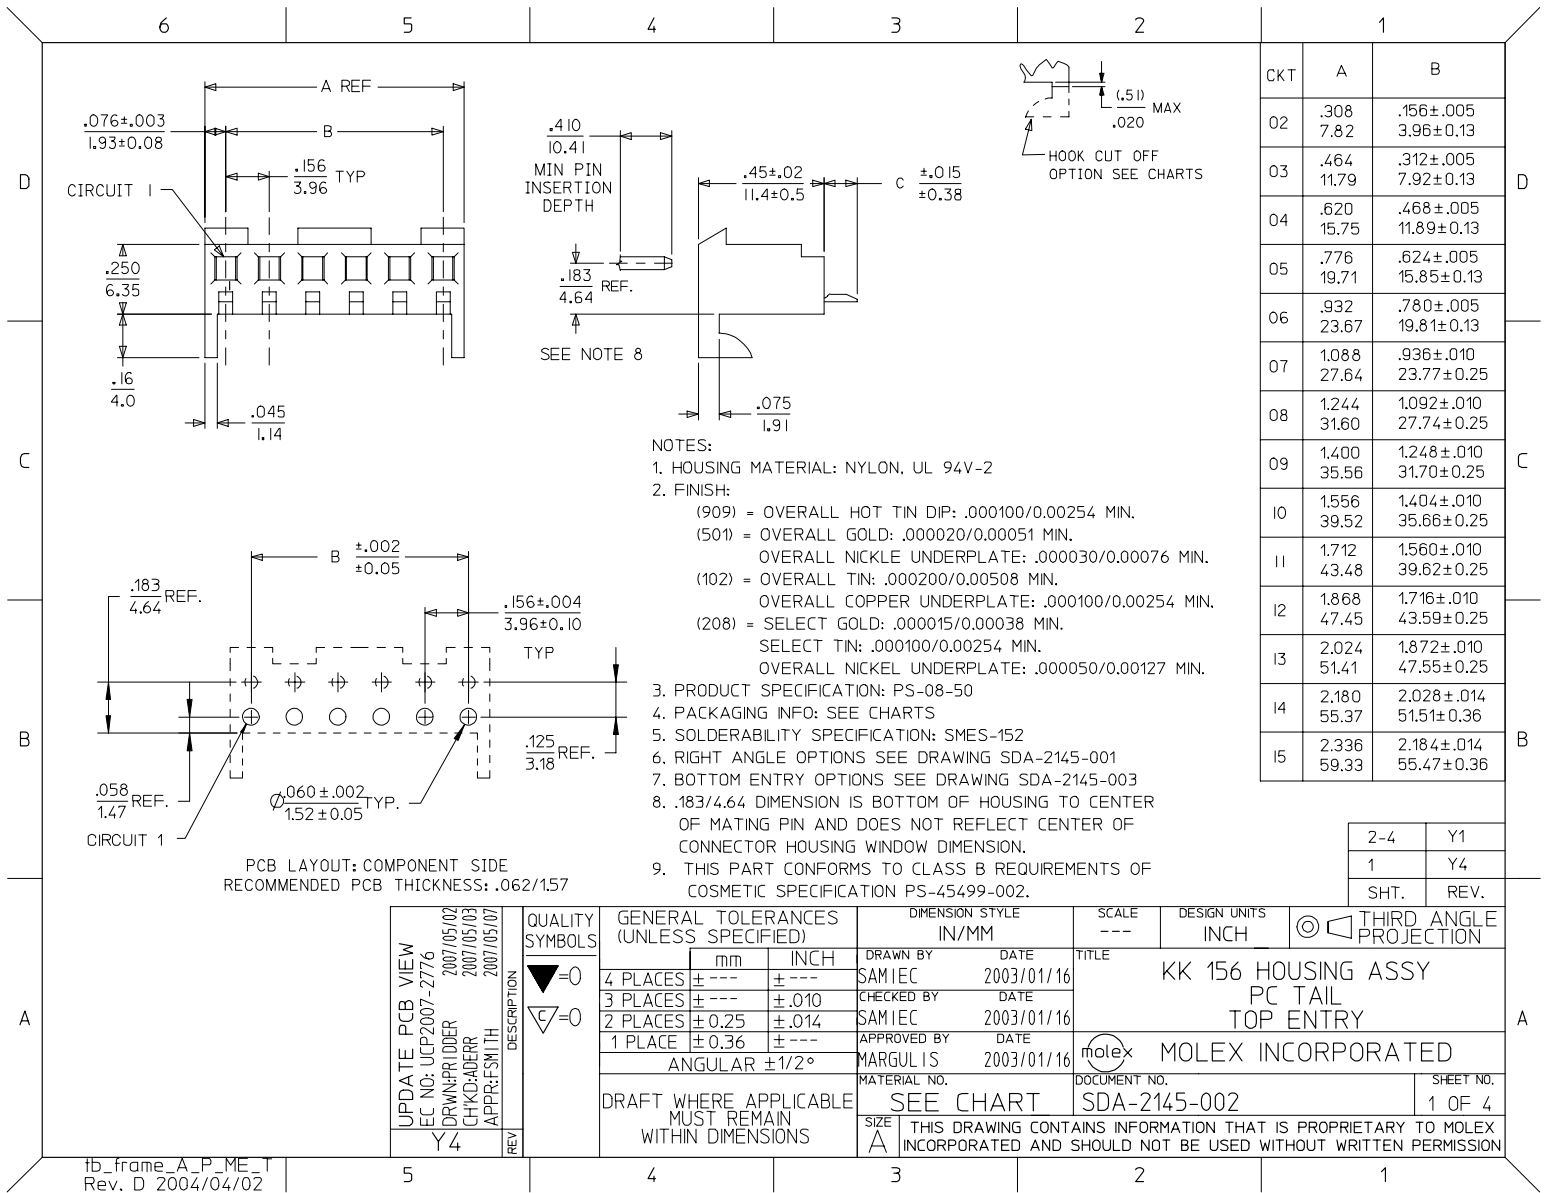 6 5 4 3 2 1
D
C
B
A
A REF
.076±.003
1.93±0.08
B
.156
3.96
TYP
CIRCUIT 1
.250
6.35
.16
4.0
.045
1.14
.410
10.41
MIN PIN
INSERTION
DEPTH
.45±.02
11.4±0.5
C
±.015
±0.38
.183
4.64
REF.
SEE NOTE 8
.075
1.91
(.51)
.020
MAX
HOOK CUT OFF
OPTION SEE CHARTS
CKT A B
02 .308 .156±.005
7.82 3.96±0.13
03 .464 .312±.005
11.79 7.92±0.13
04 .620 .468±.005
15.75 11.89±0.13
05 .776 .624±.005
19.71 15.85±0.13
06 .932 .780±.005
23.67 19.81±0.13
07 1.088 .936±.010
27.64 23.77±0.25
08 1.244 1.092±.010
31.60 27.74±0.25
09 1.400 1.248±.010
35.56 31.70±0.25
10 1.556 1.404±.010
39.52 35.66±0.25
11 1.712 1.560±.010
43.48 39.62±0.25
12 1.868 1.716±.010
47.45 43.59±0.25
13 2.024 1.872±.010
51.41 47.55±0.25
14 2.180 2.028±.014
55.37 51.51±0.36
15 2.336 2.184±.014
59.33 55.47±0.36
NOTES:
1. HOUSING MATERIAL: NYLON, UL 94V-2
2. FINISH:
(909) = OVERALL HOT TIN DIP: .000100/0.00254 MIN.
(501) = OVERALL GOLD: .000020/0.00051 MIN.
OVERALL NICKLE UNDERPLATE: .000030/0.00076 MIN.
(102) = OVERALL TIN: .000200/0.00508 MIN.
OVERALL COPPER UNDERPLATE: .000100/0.00254 MIN.
(208) = SELECT GOLD: .000015/0.00038 MIN.
SELECT TIN: .000100/0.00254 MIN.
OVERALL NICKEL UNDERPLATE: .000050/0.00127 MIN.
3. PRODUCT SPECIFICATION: PS-08-50
4. PACKAGING INFO: SEE CHARTS
5. SOLDERABILITY SPECIFICATION: SMES-152
6. RIGHT ANGLE OPTIONS SEE DRAWING SDA-2145-001
7. BOTTOM ENTRY OPTIONS SEE DRAWING SDA-2145-003
8. .183/4.64 DIMENSION IS BOTTOM OF HOUSING TO CENTER
OF MATING PIN AND DOES NOT REFLECT CENTER OF
CONNECTOR HOUSING WINDOW DIMENSION.
9. THIS PART CONFORMS TO CLASS B REQUIREMENTS OF
COSMETIC SPECIFICATION PS-45499-002.
B
±.002
±0.05
.183
4.64
REF.
.156±.004
3.96±0.10
TYP
.125
3.18
REF.
.058
1.47
REF.
Ø.060±.002
1.52±0.05
TYP.
CIRCUIT 1
PCB LAYOUT: COMPONENT SIDE
RECOMMENDED PCB THICKNESS: .062/1.57
2-4 Y1
1 Y4
SHT. REV.
UPDATE PCB VIEW
EC NO: UCP2007-2776
DRWN:PRIDDER 2007/05/02
CH'KD:ADERR 2007/05/03
APPR:FSMITH 2007/05/07
DESCRIPTION
Y4
REV
QUALITY
SYMBOLS
=0
C
=0
GENERAL TOLERANCES
(UNLESS SPECIFIED)
mm INCH
4 PLACES ± --- ± ---
3 PLACES ± --- ± .010
2 PLACES ± 0.25 ± .014
1 PLACE ± 0.36 ± ---
ANGULAR ±1/2°
DRAFT WHERE APPLICABLE
MUST REMAIN
WITHIN DIMENSIONS
DIMENSION STYLE
IN/MM
SCALE
---
DESIGN UNITS
INCH
THIRD ANGLE
PROJECTION
DRAWN BY DATE
SAMIEC 2003/01/16
CHECKED BY DATE
SAMIEC 2003/01/16
APPROVED BY DATE
MARGULIS 2003/01/16
TITLE
KK 156 HOUSING ASSY
PC TAIL
TOP ENTRY
molex MOLEX INCORPORATED
MATERIAL NO.
SEE CHART
DOCUMENT NO.
SDA-2145-002
SHEET NO.
1 OF 4
SIZE
A
THIS DRAWING CONTAINS INFORMATION THAT IS PROPRIETARY TO MOLEX
INCORPORATED AND SHOULD NOT BE USED WITHOUT WRITTEN PERMISSION
tb_frame_A_P_ME_T
Rev. D 2004/04/02
5 4 3 2 1
D
C
B
A